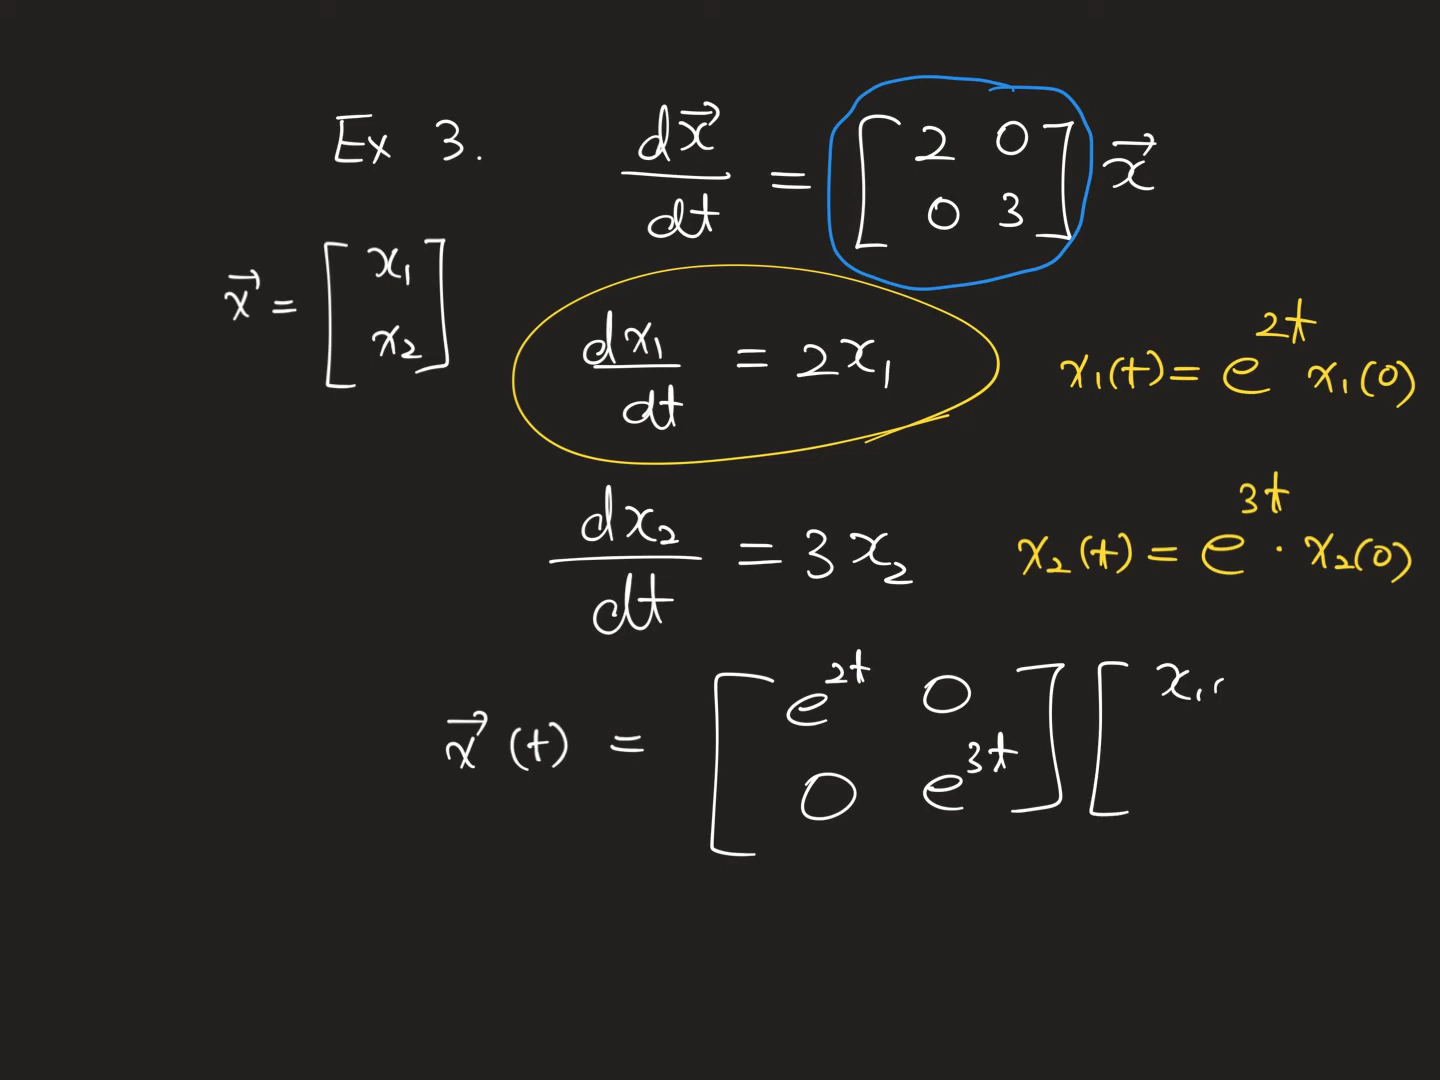 Ex 3. dx⃗/dt = [2 0; 0 3] x⃗
x⃗ = [x₁; x₂]
dx₁/dt = 2x₁ x₁(t) = e^{2t} x₁(0)
dx₂/dt = 3x₂ x₂(t) = e^{3t} · x₂(0)
x⃗(t) = [e^{2t} 0; 0 e^{3t}] [x₁(